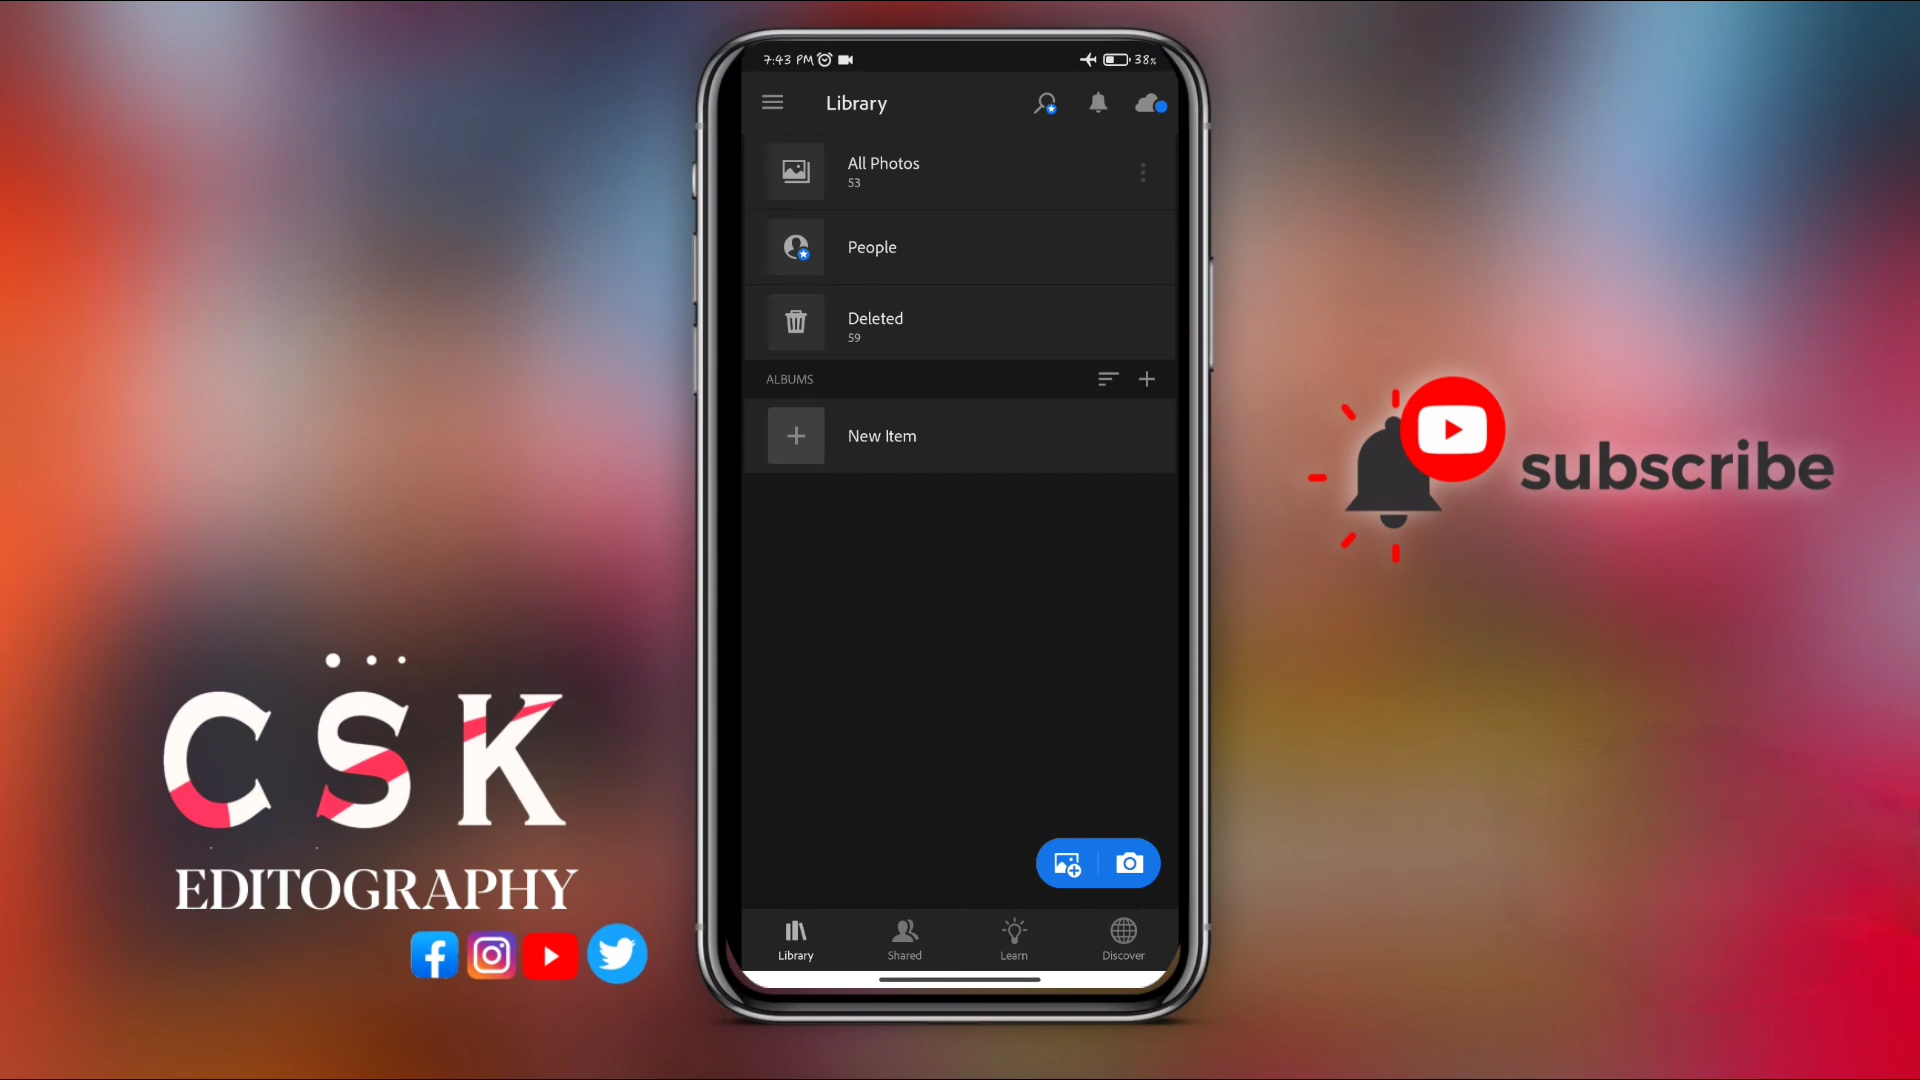 7:43 PM
38%
Library
All Photos
53
People
Deleted
59
ALBUMS
New Item
subscribe
CSK
EDITOGRAPHY
Library
Shared
Learn
Discover